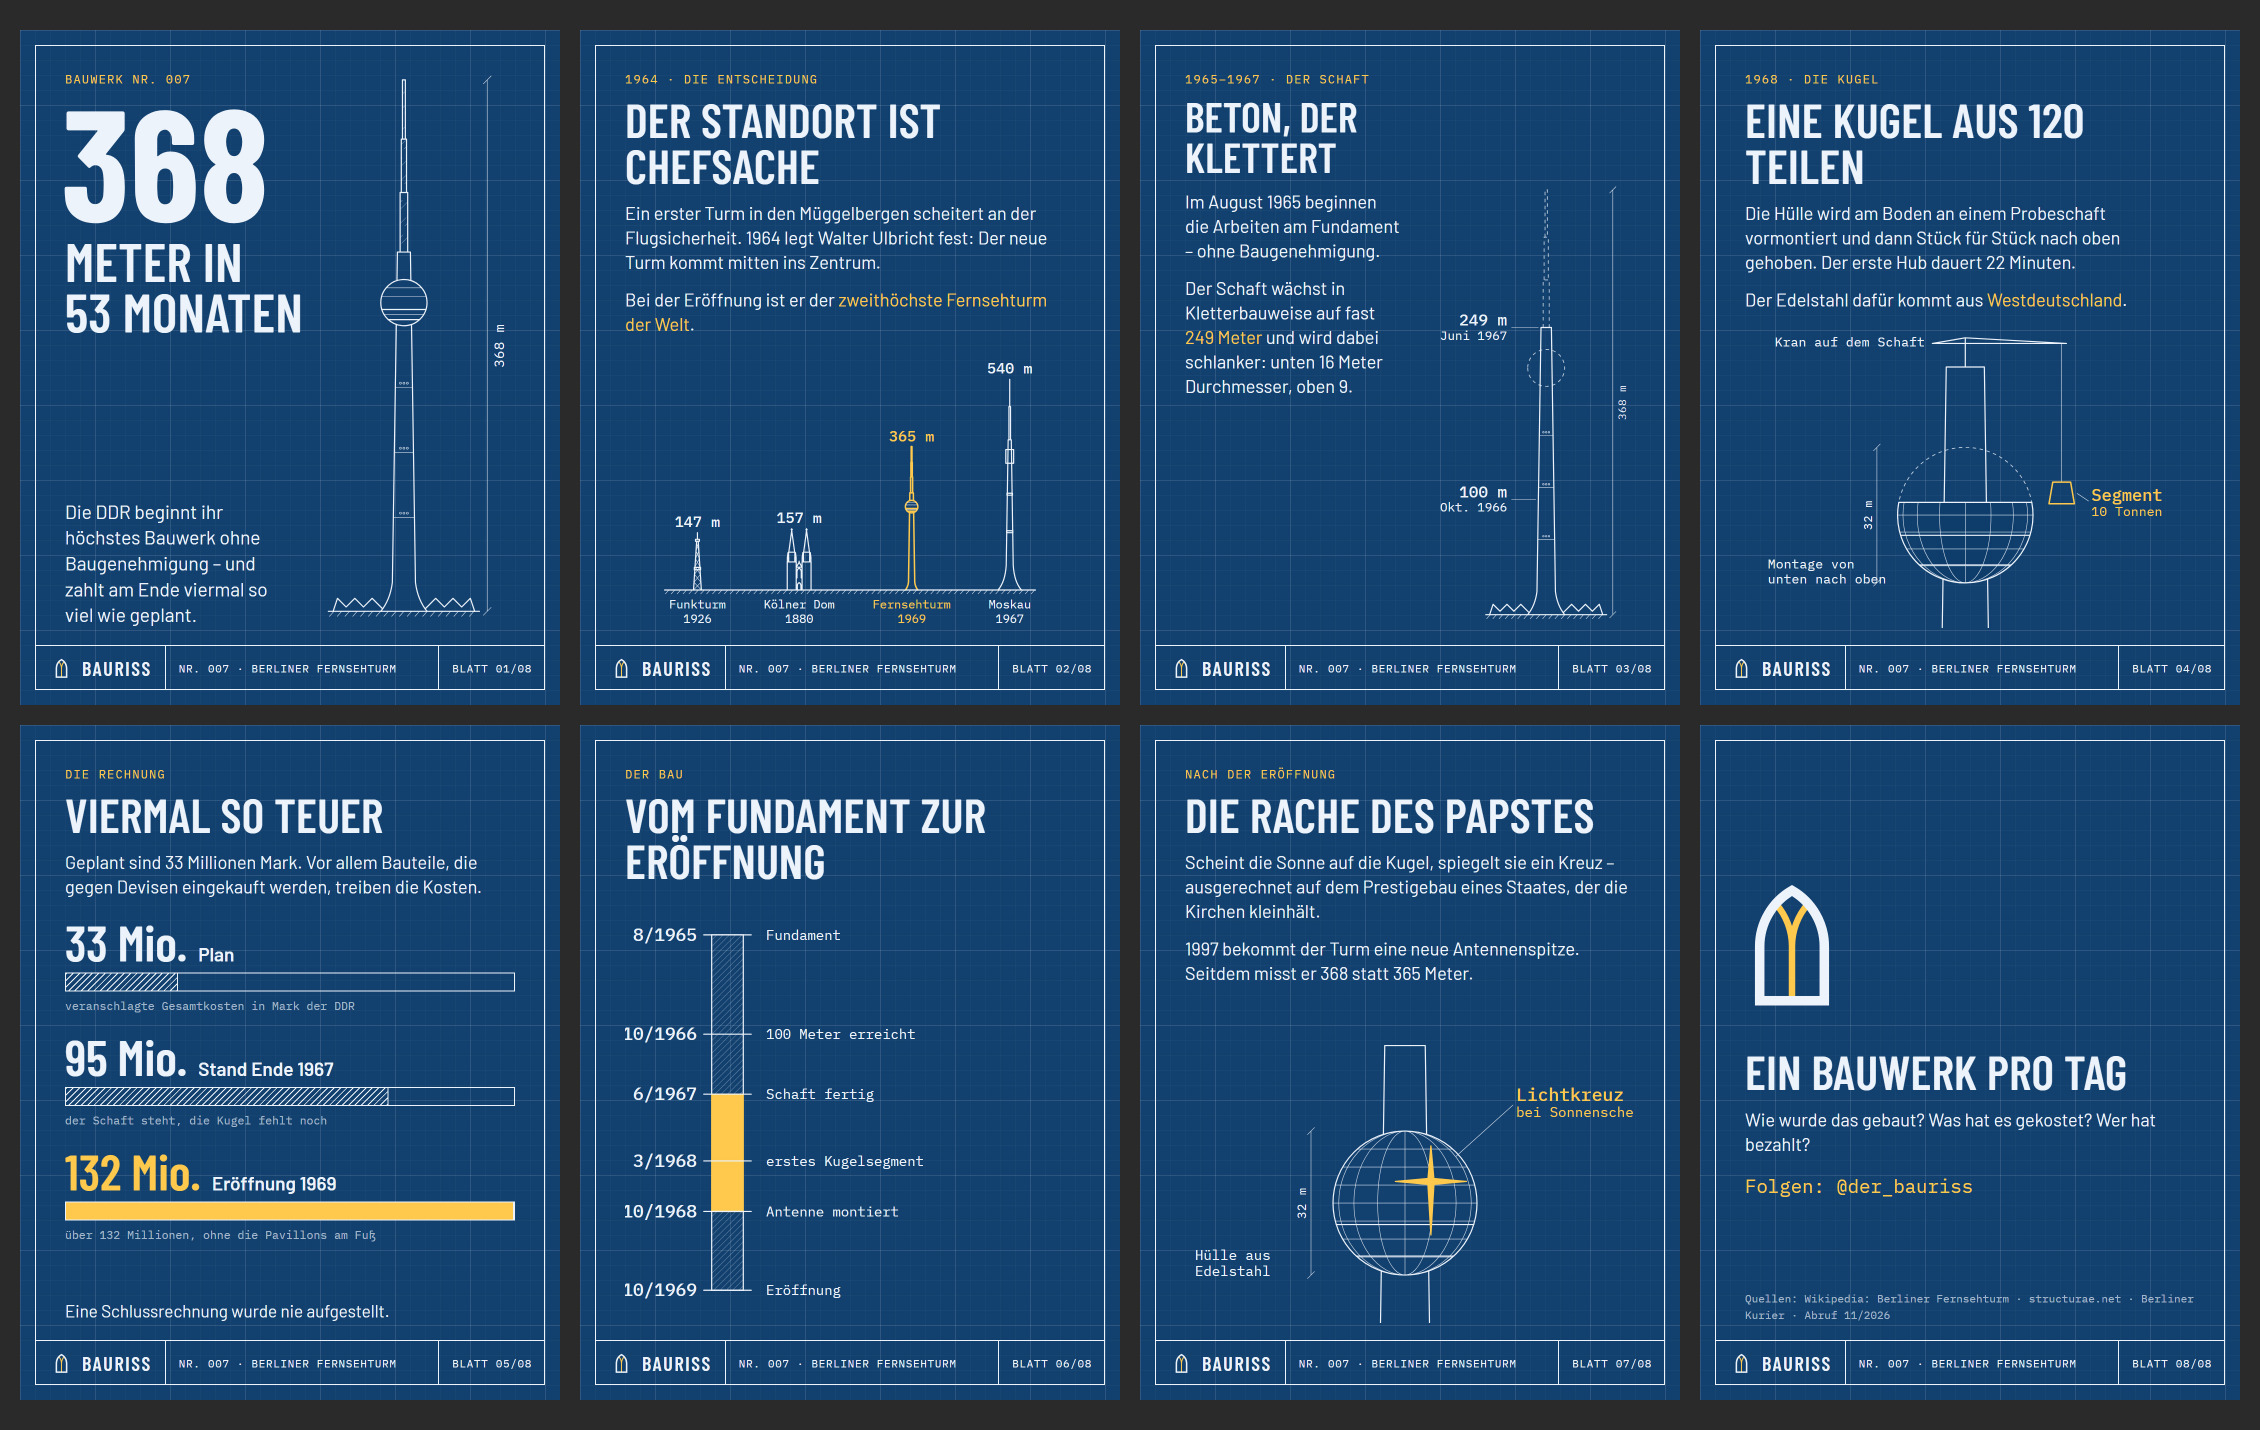 BAUWERK NR. 007
368
METER IN
53 MONATEN
368 m
Die DDR beginnt ihr
höchstes Bauwerk ohne
Baugenehmigung – und
zahlt am Ende viermal so
viel wie geplant.
BAURISS
NR. 007 · BERLINER FERNSEHTURM
BLATT 01/08
1964 · DIE ENTSCHEIDUNG
DER STANDORT IST
CHEFSACHE
Ein erster Turm in den Müggelbergen scheitert an der
Flugsicherheit. 1964 legt Walter Ulbricht fest: Der neue
Turm kommt mitten ins Zentrum.
Bei der Eröffnung ist er der zweithöchste Fernsehturm
der Welt.
147 m
157 m
365 m
540 m
Funkturm
1926
Kölner Dom
1880
Fernsehturm
1969
Moskau
1967
BAURISS
NR. 007 · BERLINER FERNSEHTURM
BLATT 02/08
1965–1967 · DER SCHAFT
BETON, DER
KLETTERT
Im August 1965 beginnen
die Arbeiten am Fundament
– ohne Baugenehmigung.
Der Schaft wächst in
Kletterbauweise auf fast
249 Meter und wird dabei
schlanker: unten 16 Meter
Durchmesser, oben 9.
249 m
Juni 1967
100 m
Okt. 1966
368 m
BAURISS
NR. 007 · BERLINER FERNSEHTURM
BLATT 03/08
1968 · DIE KUGEL
EINE KUGEL AUS 120
TEILEN
Die Hülle wird am Boden an einem Probeschaft
vormontiert und dann Stück für Stück nach oben
gehoben. Der erste Hub dauert 22 Minuten.
Der Edelstahl dafür kommt aus Westdeutschland.
Kran auf dem Schaft
32 m
Segment
10 Tonnen
Montage von
unten nach oben
BAURISS
NR. 007 · BERLINER FERNSEHTURM
BLATT 04/08
DIE RECHNUNG
VIERMAL SO TEUER
Geplant sind 33 Millionen Mark. Vor allem Bauteile, die
gegen Devisen eingekauft werden, treiben die Kosten.
33 Mio. Plan
veranschlagte Gesamtkosten in Mark der DDR
95 Mio. Stand Ende 1967
der Schaft steht, die Kugel fehlt noch
132 Mio. Eröffnung 1969
über 132 Millionen, ohne die Pavillons am Fuß
Eine Schlussrechnung wurde nie aufgestellt.
BAURISS
NR. 007 · BERLINER FERNSEHTURM
BLATT 05/08
DER BAU
VOM FUNDAMENT ZUR
ERÖFFNUNG
8/1965 Fundament
10/1966 100 Meter erreicht
6/1967 Schaft fertig
3/1968 erstes Kugelsegment
10/1968 Antenne montiert
10/1969 Eröffnung
BAURISS
NR. 007 · BERLINER FERNSEHTURM
BLATT 06/08
NACH DER ERÖFFNUNG
DIE RACHE DES PAPSTES
Scheint die Sonne auf die Kugel, spiegelt sie ein Kreuz –
ausgerechnet auf dem Prestigebau eines Staates, der die
Kirchen kleinhält.
1997 bekommt der Turm eine neue Antennenspitze.
Seitdem misst er 368 statt 365 Meter.
Lichtkreuz
bei Sonnensche
32 m
Hülle aus
Edelstahl
BAURISS
NR. 007 · BERLINER FERNSEHTURM
BLATT 07/08
EIN BAUWERK PRO TAG
Wie wurde das gebaut? Was hat es gekostet? Wer hat
bezahlt?
Folgen: @der_bauriss
Quellen: Wikipedia: Berliner Fernsehturm · structurae.net · Berliner
Kurier · Abruf 11/2026
BAURISS
NR. 007 · BERLINER FERNSEHTURM
BLATT 08/08